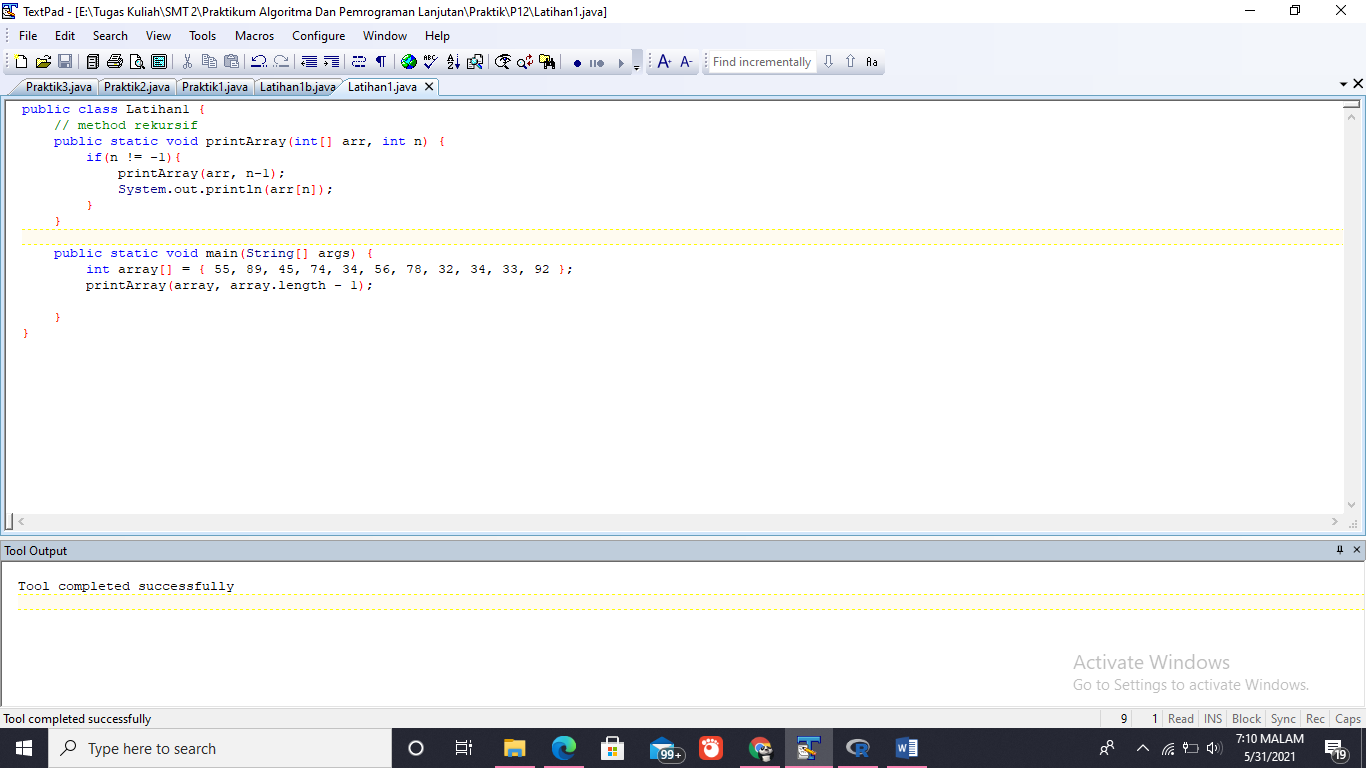 TextPad - [E:\Tugas Kuliah\SMT 2\Praktikum Algoritma Dan Pemrograman Lanjutan\Praktik\P12\Latihan1.java]
File Edit Search View Tools Macros Configure Window Help
Find incrementally
Praktik3.java Praktik2.java Praktik1.java Latihan1b.java Latihan1.java
public class Latihan1 {
    // method rekursif
    public static void printArray(int[] arr, int n) {
        if(n != -1){
            printArray(arr, n-1);
            System.out.println(arr[n]);
        }
    }
    public static void main(String[] args) {
        int array[] = { 55, 89, 45, 74, 34, 56, 78, 32, 34, 33, 92 };
        printArray(array, array.length - 1);
    }
}
Tool Output
Tool completed successfully
Activate Windows
Go to Settings to activate Windows.
Tool completed successfully 9 1 Read INS Block Sync Rec Caps
Type here to search
99+
7:10 MALAM
5/31/2021
19